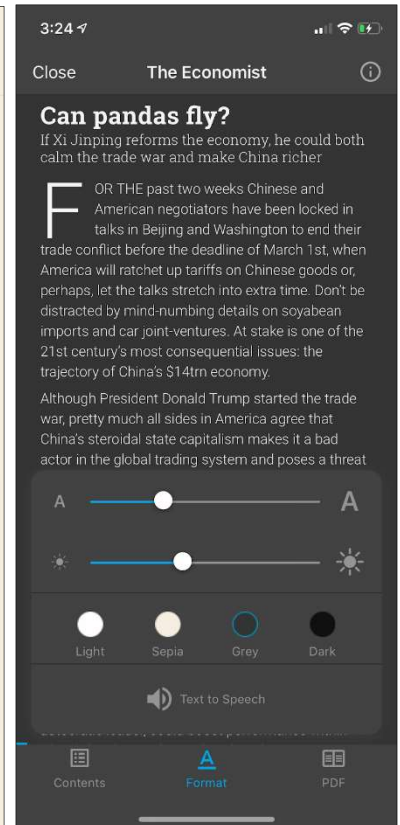 3:24
Close
The Economist
Can pandas fly?
If Xi Jinping reforms the economy, he could both
calm the trade war and make China richer
FOR THE past two weeks Chinese and
American negotiators have been locked in
talks in Beijing and Washington to end their
trade conflict before the deadline of March 1st, when
America will ratchet up tariffs on Chinese goods or,
perhaps, let the talks stretch into extra time. Don't be
distracted by mind-numbing details on soyabean
imports and car joint-ventures. At stake is one of the
21st century's most consequential issues: the
trajectory of China's $14trn economy.
Although President Donald Trump started the trade
war, pretty much all sides in America agree that
China's steroidal state capitalism makes it a bad
actor in the global trading system and poses a threat
A A
Light Sepia Grey Dark
Text to Speech
Contents Format PDF